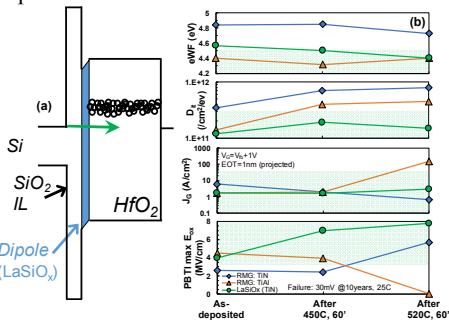 (a)
Si
SiO2
IL
HfO2
Dipole
(LaSiOx)
(b)
eWF (eV)
5
4.8
4.6
4.4
4.2
Dit
(/cm2/ev)
1.E+12
1.E+11
JG (A/cm2)
1000
100
10
1
0.1
VG=VB+1V
EOT=1nm (projected)
PBTI max Eox
(MV/cm)
8
6
4
2
0
RMG: TiN
RMG: TiAl
LaSiOx (TiN)
Failure: 30mV @10years, 25C
As-
deposited
After
450C, 60'
After
520C, 60'